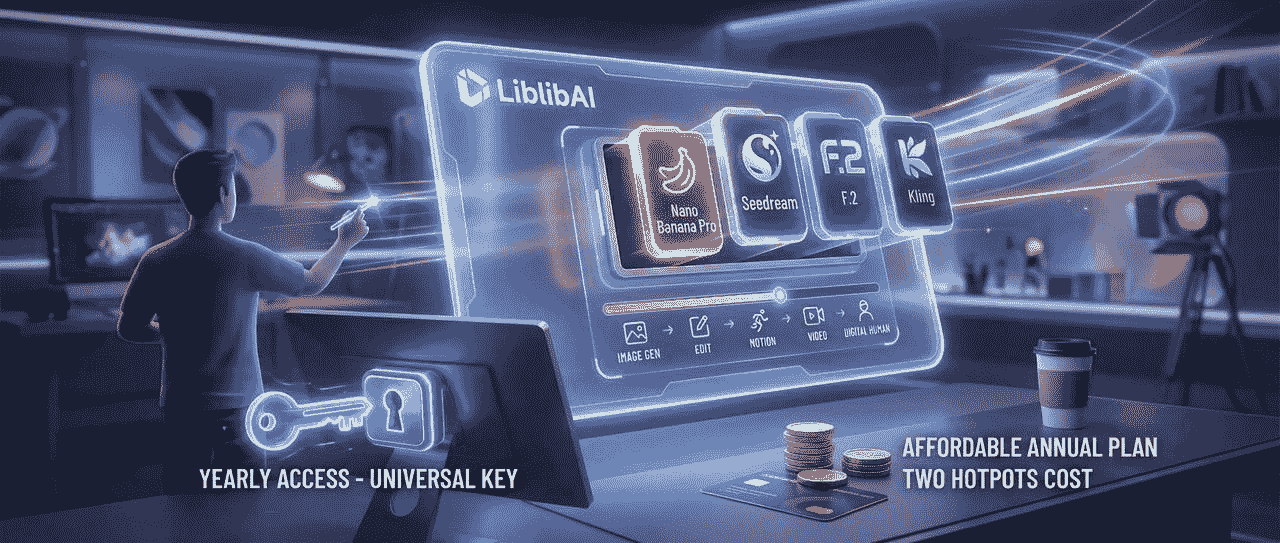 LiblibAI
Nano
Banana Pro
Seedream
F.2
F.2
Kling
IMAGE GEN
EDIT
MOTION
VIDEO
DIGITAL HUMAN
YEARLY ACCESS - UNIVERSAL KEY
AFFORDABLE ANNUAL PLAN
TWO HOTPOTS COST